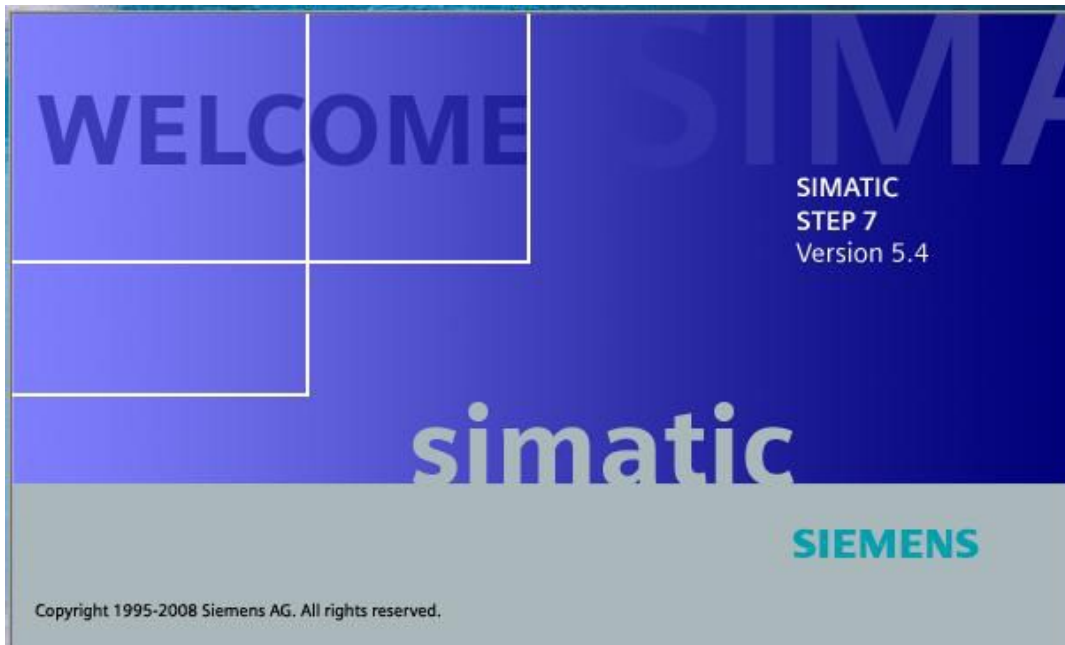 WELCOME
SIMA
SIMATIC
STEP 7
Version 5.4
simatic
SIEMENS
Copyright 1995-2008 Siemens AG. All rights reserved.